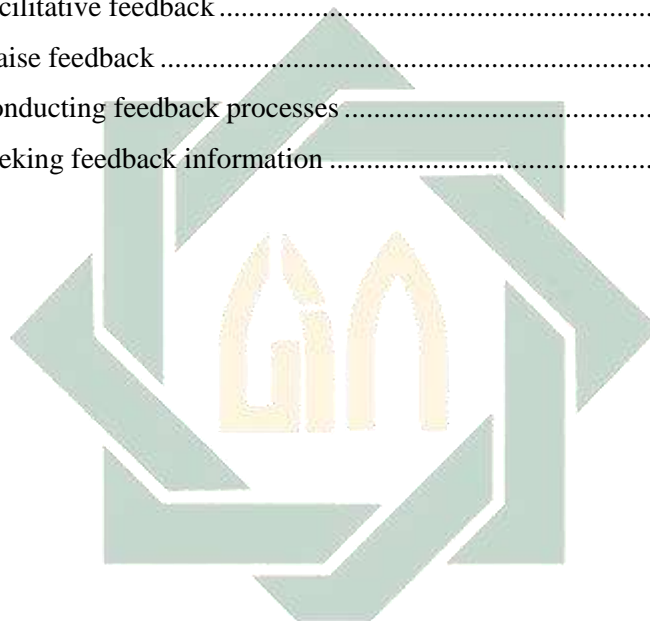 cilitative feedback ............................................................
aise feedback ......................................................................
onducting feedback processes ...........................................
eking feedback information .............................................